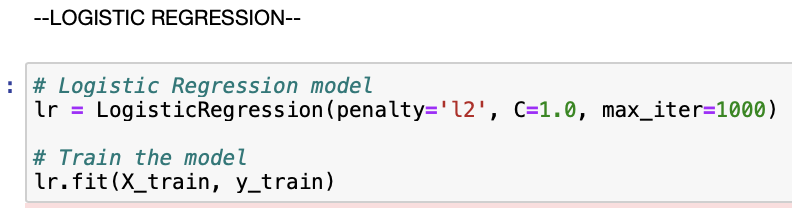 --LOGISTIC REGRESSION--
:
# Logistic Regression model
lr = LogisticRegression(penalty='l2', C=1.0, max_iter=1000)
# Train the model
lr.fit(X_train, y_train)